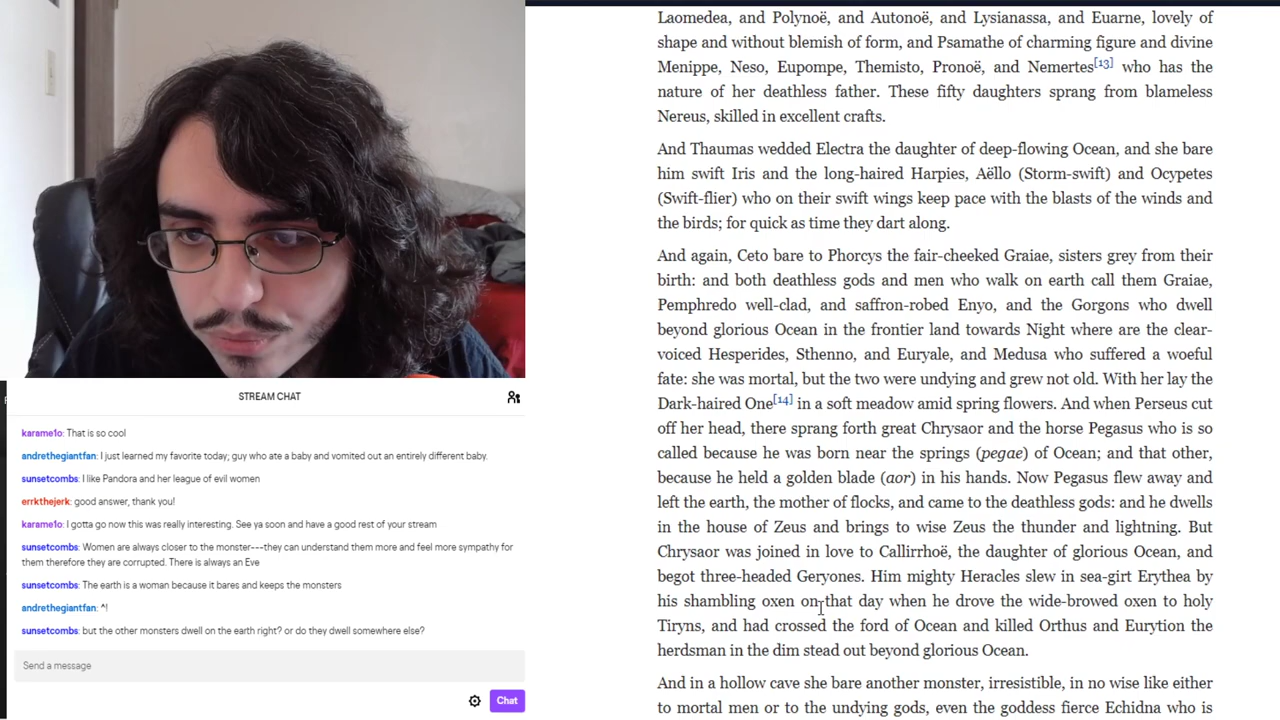 STREAM CHAT
karame1o: That is so cool
andrethegiantfan: I just learned my favorite today; guy who ate a baby and vomited out an entirely different baby.
sunsetcombs: I like Pandora and her league of evil women
errkthejerk: good answer, thank you!
karame1o: I gotta go now this was really interesting. See ya soon and have a good rest of your stream
sunsetcombs: Women are always closer to the monster---they can understand them more and feel more sympathy for
them therefore they are corrupted. There is always an Eve
sunsetcombs: The earth is a woman because it bares and keeps the monsters
andrethegiantfan: ^!
sunsetcombs: but the other monsters dwell on the earth right? or do they dwell somewhere else?
Send a message
Chat
Laomedea, and Polynoë, and Autonoë, and Lysianassa, and Euarne, lovely of
shape and without blemish of form, and Psamathe of charming figure and divine
Menippe, Neso, Eupompe, Themisto, Pronoë, and Nemertes[13] who has the
nature of her deathless father. These fifty daughters sprang from blameless
Nereus, skilled in excellent crafts.
And Thaumas wedded Electra the daughter of deep-flowing Ocean, and she bare
him swift Iris and the long-haired Harpies, Aëllo (Storm-swift) and Ocypetes
(Swift-flier) who on their swift wings keep pace with the blasts of the winds and
the birds; for quick as time they dart along.
And again, Ceto bare to Phorcys the fair-cheeked Graiae, sisters grey from their
birth: and both deathless gods and men who walk on earth call them Graiae,
Pemphredo well-clad, and saffron-robed Enyo, and the Gorgons who dwell
beyond glorious Ocean in the frontier land towards Night where are the clear-
voiced Hesperides, Sthenno, and Euryale, and Medusa who suffered a woeful
fate: she was mortal, but the two were undying and grew not old. With her lay the
Dark-haired One[14] in a soft meadow amid spring flowers. And when Perseus cut
off her head, there sprang forth great Chrysaor and the horse Pegasus who is so
called because he was born near the springs (pegae) of Ocean; and that other,
because he held a golden blade (aor) in his hands. Now Pegasus flew away and
left the earth, the mother of flocks, and came to the deathless gods: and he dwells
in the house of Zeus and brings to wise Zeus the thunder and lightning. But
Chrysaor was joined in love to Callirrhoë, the daughter of glorious Ocean, and
begot three-headed Geryones. Him mighty Heracles slew in sea-girt Erythea by
his shambling oxen on that day when he drove the wide-browed oxen to holy
Tiryns, and had crossed the ford of Ocean and killed Orthus and Eurytion the
herdsman in the dim stead out beyond glorious Ocean.
And in a hollow cave she bare another monster, irresistible, in no wise like either
to mortal men or to the undying gods, even the goddess fierce Echidna who is